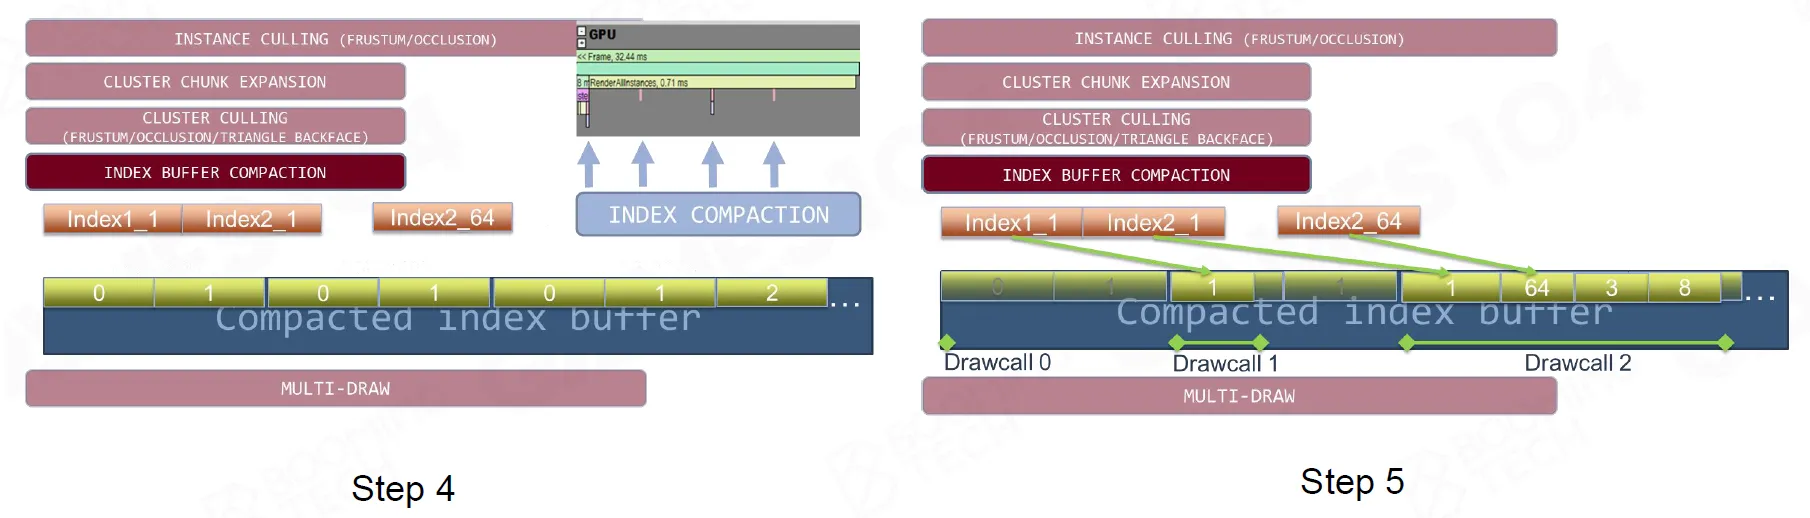 INSTANCE CULLING (FRUSTUM/OCCLUSION)
GPU
<< Frame, 32.44 ms
RenderAllInstances, 0.71 ms
CLUSTER CHUNK EXPANSION
CLUSTER CULLING
(FRUSTUM/OCCLUSION/TRIANGLE BACKFACE)
INDEX BUFFER COMPACTION
INDEX COMPACTION
Index1_1 Index2_1 Index2_64
0 1 0 1 0 1 2 ...
Compacted index buffer
MULTI-DRAW
Step 4
INSTANCE CULLING (FRUSTUM/OCCLUSION)
CLUSTER CHUNK EXPANSION
CLUSTER CULLING
(FRUSTUM/OCCLUSION/TRIANGLE BACKFACE)
INDEX BUFFER COMPACTION
Index1_1 Index2_1 Index2_64
0 1 1 1 1 64 3 8 ...
Compacted index buffer
Drawcall 0 Drawcall 1 Drawcall 2
MULTI-DRAW
Step 5